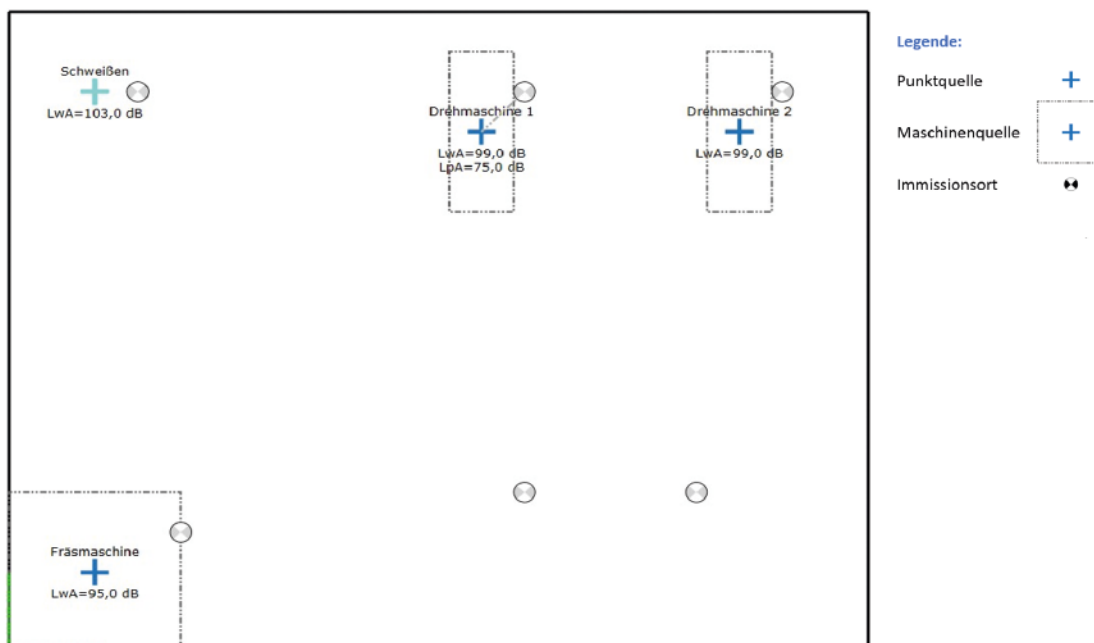 Schweißen
LwA=103,0 dB
Drehmaschine 1
LwA=99,0 dB
LpA=75,0 dB
Drehmaschine 2
LwA=99,0 dB
Fräsmaschine
LwA=95,0 dB
Legende:
Punktquelle
Maschinenquelle
Immissionsort